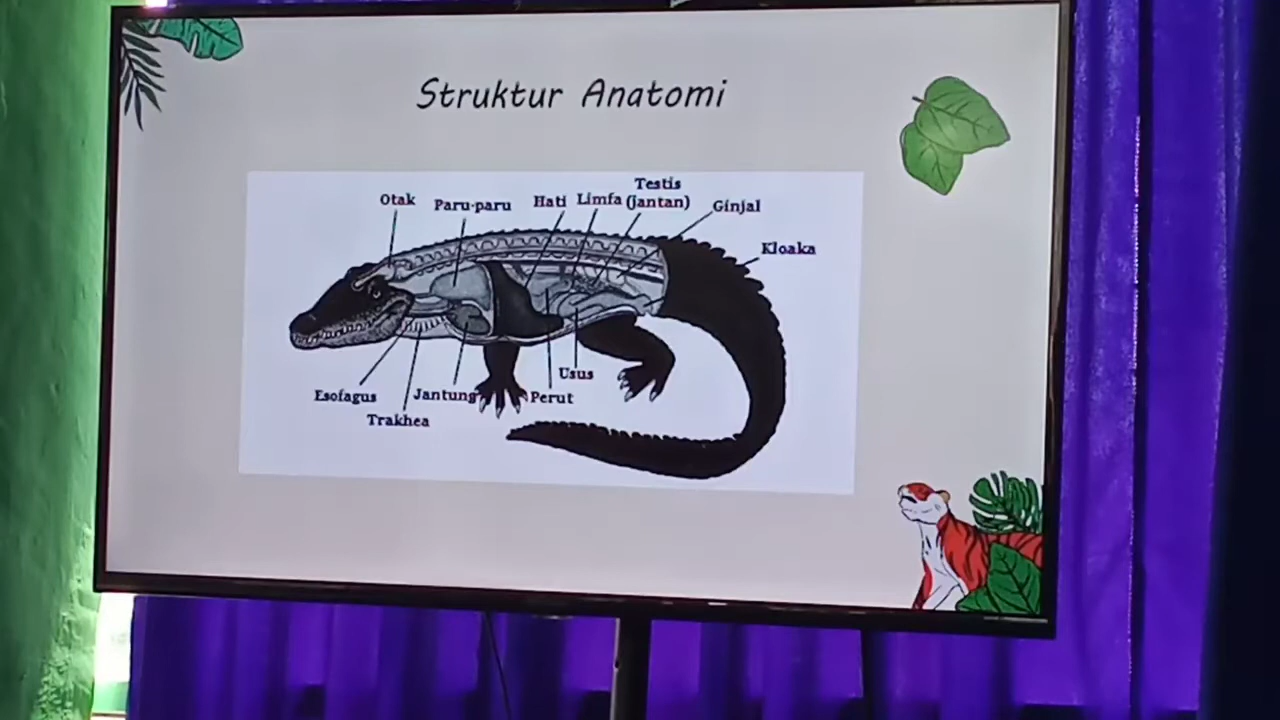 Struktur Anatomi
Testis
Otak Paru-paru Hati Limfa (jantan) Ginjal
Kloaka
Usus
Esofagus Jantung Perut
Trakhea